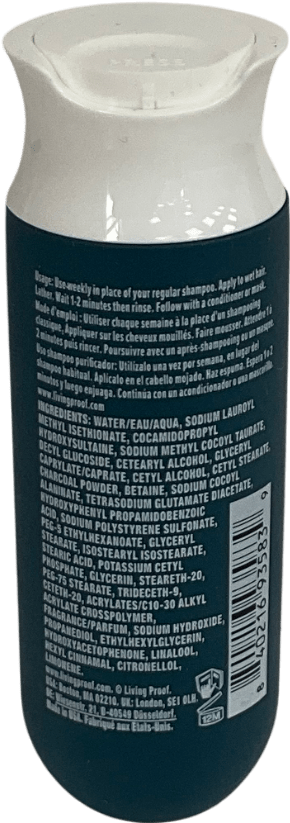 PRESS
Usage: Use weekly in place of your regular shampoo. Apply to wet hair.
Lather. Wait 1-2 minutes then rinse. Follow with a conditioner or mask.
Mode d'emploi : Utiliser chaque semaine à la place d'un shampooing
classique. Appliquer sur les cheveux mouillés. Faire mousser. Attendre 1 à
2 minutes puis rincer. Poursuivre avec un après-shampooing ou un masque.
Uso shampoo purificador: Utilízalo una vez por semana, en lugar del
shampoo habitual. Aplícalo en el cabello mojado. Haz espuma. Espera 1 o 2
minutos y luego enjuaga. Continúa con un acondicionador o una mascarilla.
www.livingproof.com
INGREDIENTS: WATER/EAU/AQUA, SODIUM LAUROYL
METHYL ISETHIONATE, COCAMIDOPROPYL
HYDROXYSULTAINE, SODIUM METHYL COCOYL TAURATE,
DECYL GLUCOSIDE, CETEARYL ALCOHOL, GLYCERYL
CAPRYLATE/CAPRATE, CETYL ALCOHOL, CETYL STEARATE,
CHARCOAL POWDER, BETAINE, SODIUM COCOYL
ALANINATE, TETRASODIUM GLUTAMATE DIACETATE,
HYDROXYPHENYL PROPAMIDOBENZOIC
ACID, SODIUM POLYSTYRENE SULFONATE,
PEG-5 ETHYLHEXANOATE, GLYCERYL
STEARATE, ISOSTEARYL ISOSTEARATE,
STEARIC ACID, POTASSIUM CETYL
PHOSPHATE, GLYCERIN, STEARETH-20,
PEG-75 STEARATE, TRIDECETH-9,
CETETH-20, ACRYLATES/C10-30 ALKYL
ACRYLATE CROSSPOLYMER,
FRAGRANCE/PARFUM, SODIUM HYDROXIDE,
PROPANEDIOL, ETHYLHEXYLGLYCERIN,
HYDROXYACETOPHENONE, LINALOOL,
HEXYL CINNAMAL, CITRONELLOL,
LIMONENE.
www.livingproof.com © Living Proof,
Inc. Boston, MA 02210. UK: London, SE1 0LH.
D-40549 Düsseldorf.
Made in USA. Fabriqué aux États-Unis.
12M
8 40216 93583 9